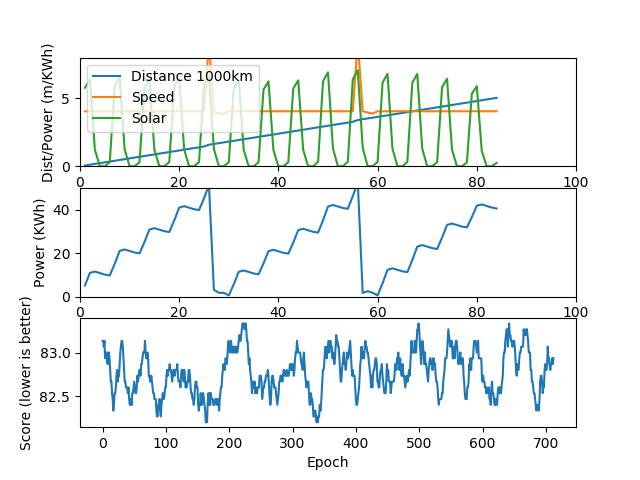 Dist/Power (m/KWh)
5
0
Distance 1000km
Speed
Solar
0 20 40 60 80 100
Power (KWh)
40
20
0
0 20 40 60 80 100
Score (lower is better)
83.0
82.5
0 100 200 300 400 500 600 700
Epoch